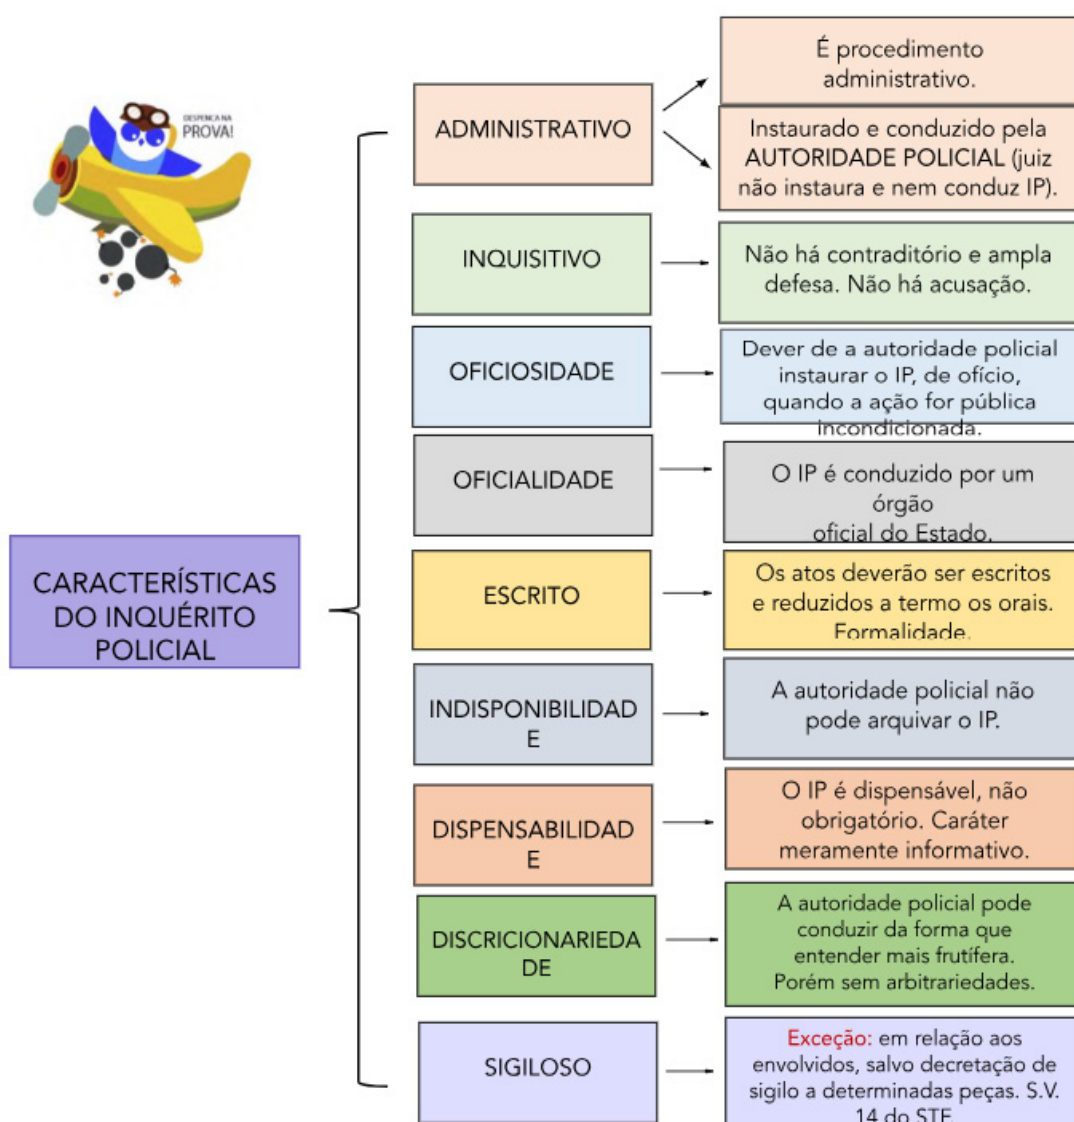 DESPENCA NA
PROVA!
CARACTERÍSTICAS
DO INQUÉRITO
POLICIAL
ADMINISTRATIVO
É procedimento
administrativo.
Instaurado e conduzido pela
AUTORIDADE POLICIAL (juiz
não instaura e nem conduz IP).
INQUISITIVO
Não há contraditório e ampla
defesa. Não há acusação.
OFICIOSIDADE
Dever de a autoridade policial
instaurar o IP, de ofício,
quando a ação for pública
incondicionada.
OFICIALIDADE
O IP é conduzido por um
órgão
oficial do Estado.
ESCRITO
Os atos deverão ser escritos
e reduzidos a termo os orais.
Formalidade.
INDISPONIBILIDAD
E
A autoridade policial não
pode arquivar o IP.
DISPENSABILIDAD
E
O IP é dispensável, não
obrigatório. Caráter
meramente informativo.
DISCRICIONARIEDA
DE
A autoridade policial pode
conduzir da forma que
entender mais frutífera.
Porém sem arbitrariedades.
SIGILOSO
Exceção: em relação aos
envolvidos, salvo decretação de
sigilo a determinadas peças. S.V.
14 do STF.